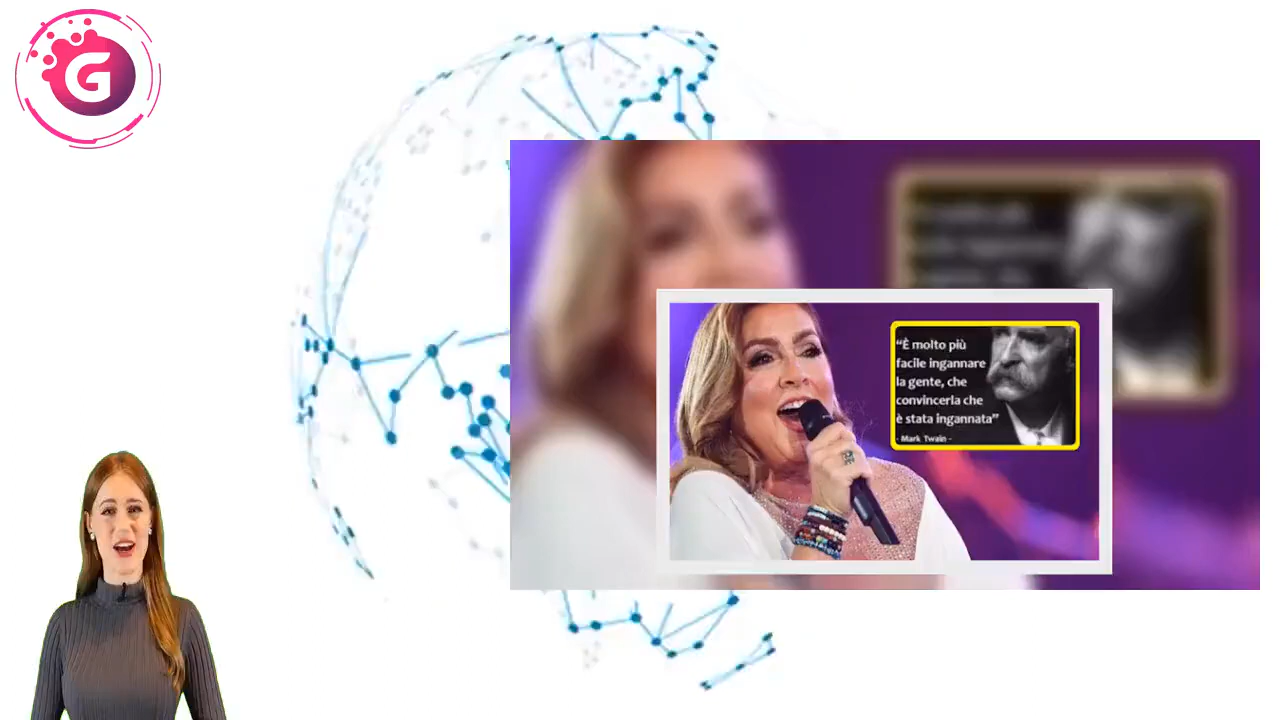 G
“È molto più
facile ingannare
la gente, che
convincerla che
è stata ingannata”
- Mark Twain -